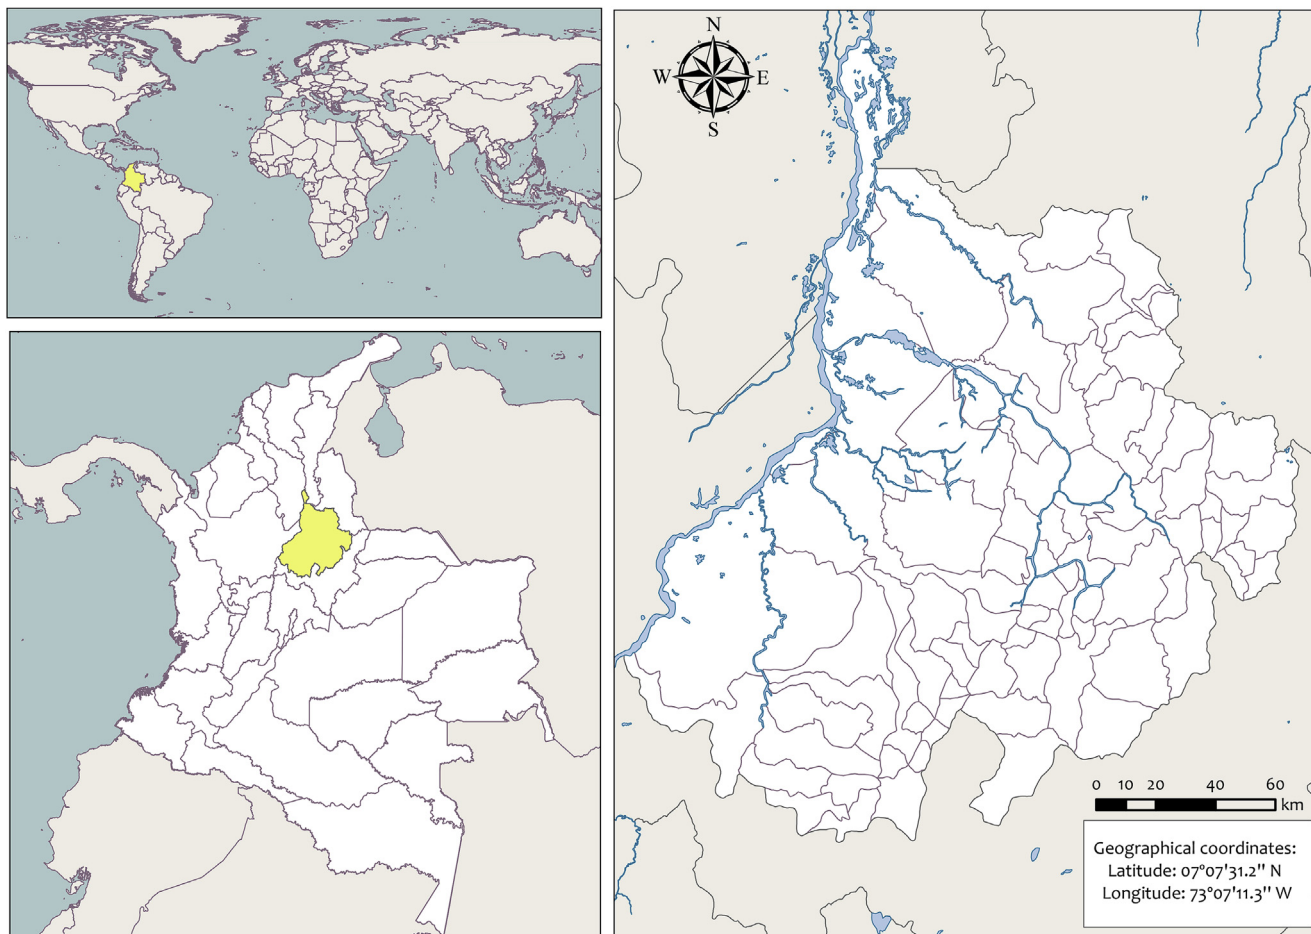 N
W E
S
0 10 20 40 60
km
Geographical coordinates:
Latitude: 07°07'31.2" N
Longitude: 73°07'11.3" W